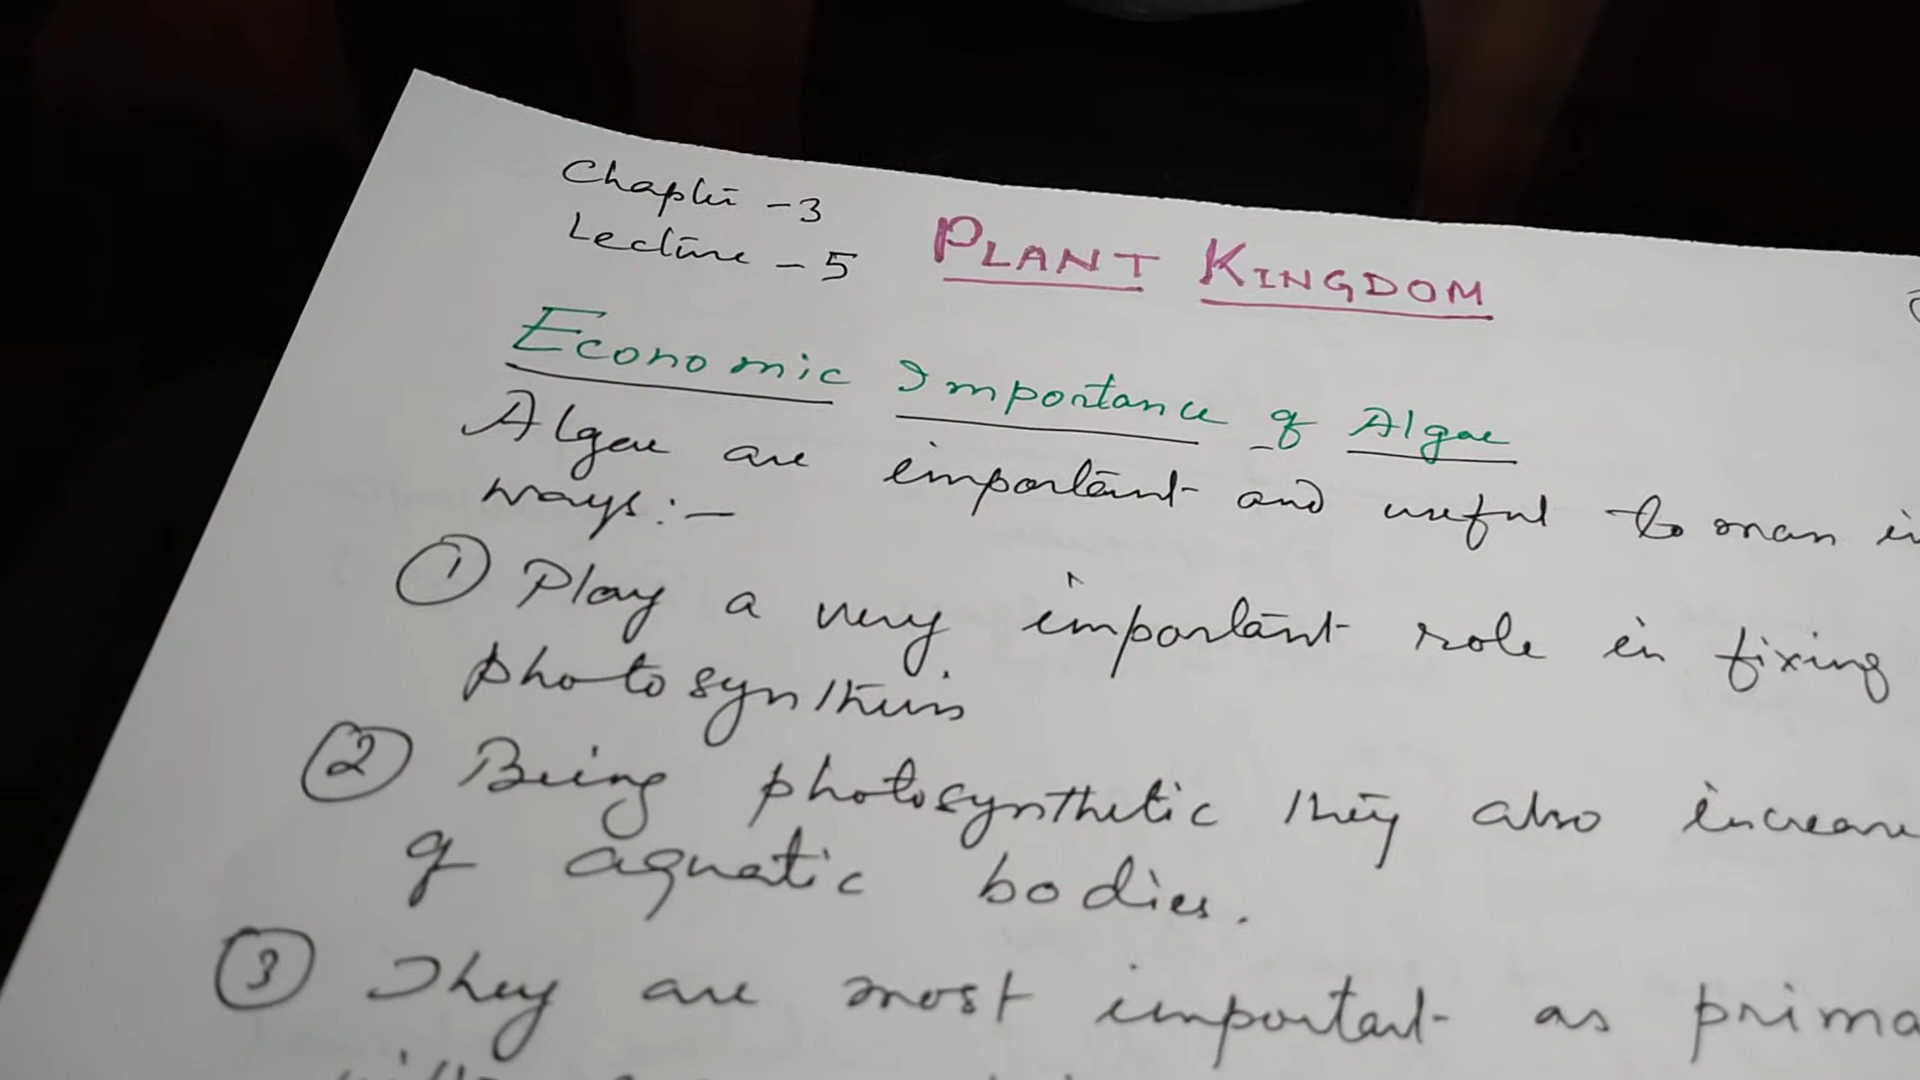 Chapter - 3
Lecture - 5
PLANT KINGDOM
Economic Importance of Algae
Algae are important and useful to man in
ways:-
① Play a very important role in fixing
photosynthesis
② Being photosynthetic they also increase
of aquatic bodies.
③ They are most important as prima